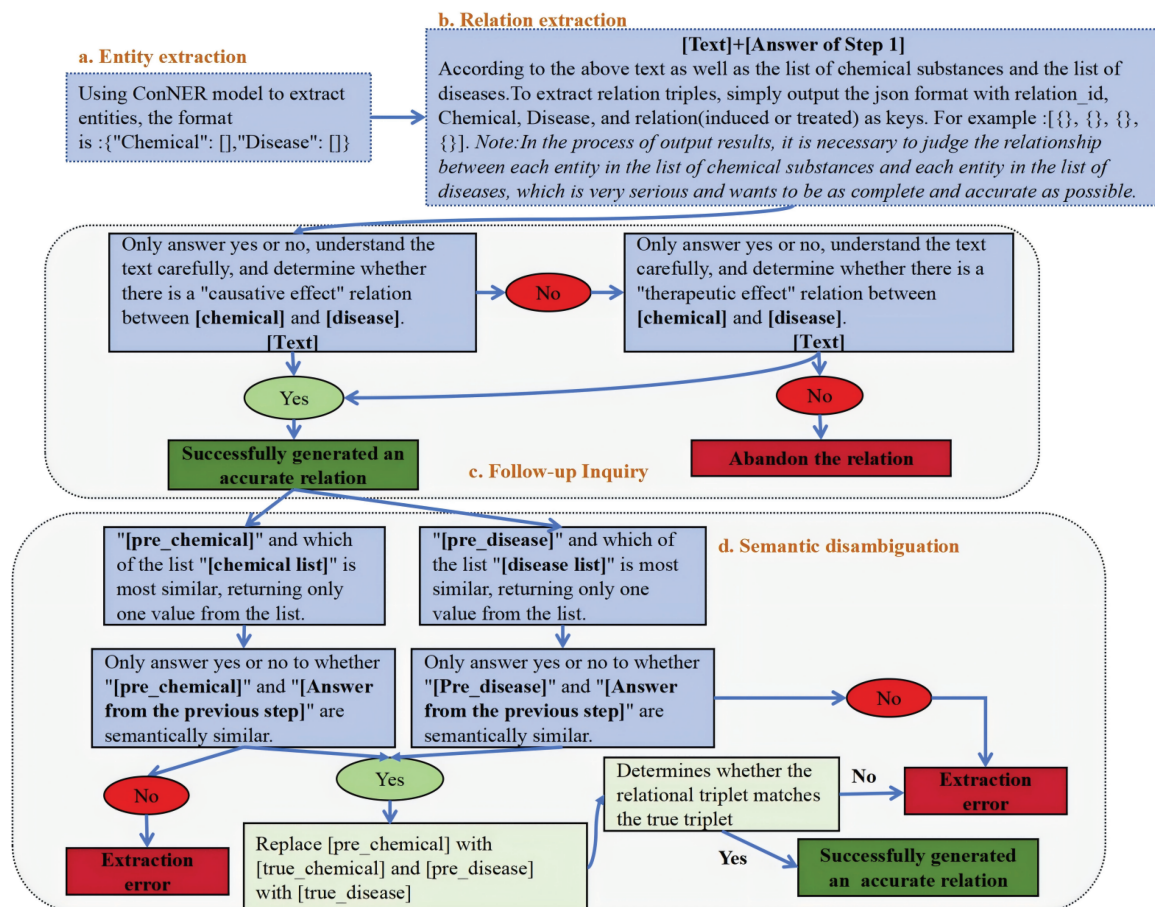 b. Relation extraction
a. Entity extraction
Using ConNER model to extract
entities, the format
is :{"Chemical": [],"Disease": []}
[Text]+[Answer of Step 1]
According to the above text as well as the list of chemical substances and the list of
diseases.To extract relation triples, simply output the json format with relation_id,
Chemical, Disease, and relation(induced or treated) as keys. For example :[{}, {}, {},
{}]. Note:In the process of output results, it is necessary to judge the relationship
between each entity in the list of chemical substances and each entity in the list of
diseases, which is very serious and wants to be as complete and accurate as possible.
Only answer yes or no, understand the
text carefully, and determine whether
there is a "causative effect" relation
between [chemical] and [disease].
[Text]
No
Only answer yes or no, understand the text
carefully, and determine whether there is a
"therapeutic effect" relation between
[chemical] and [disease].
[Text]
Yes
No
Successfully generated an
accurate relation
Abandon the relation
c. Follow-up Inquiry
d. Semantic disambiguation
"[pre_chemical]" and which
of the list "[chemical list]" is
most similar, returning only
one value from the list.
"[pre_disease]" and which of
the list "[disease list]" is most
similar, returning only one
value from the list.
Only answer yes or no to whether
"[pre_chemical]" and "[Answer
from the previous step]" are
semantically similar.
Only answer yes or no to whether
"[Pre_disease]" and "[Answer
from the previous step]" are
semantically similar.
No
No
Yes
Extraction
error
Replace [pre_chemical] with
[true_chemical] and [pre_disease]
with [true_disease]
Determines whether the
relational triplet matches
the true triplet
No
Extraction
error
Yes
Successfully generated
an accurate relation